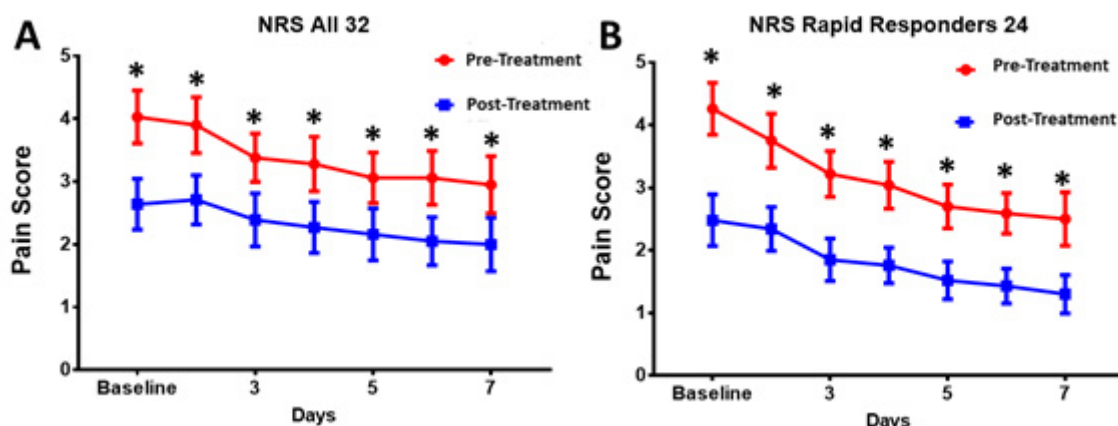 A
NRS All 32
Pre-Treatment
Post-Treatment
* * * * * * *
Pain Score
5
4
3
2
1
0
Baseline 3 5 7
Days
B
NRS Rapid Responders 24
Pre-Treatment
Post-Treatment
* * * * * * *
Pain Score
5
4
3
2
1
0
Baseline 3 5 7
Days